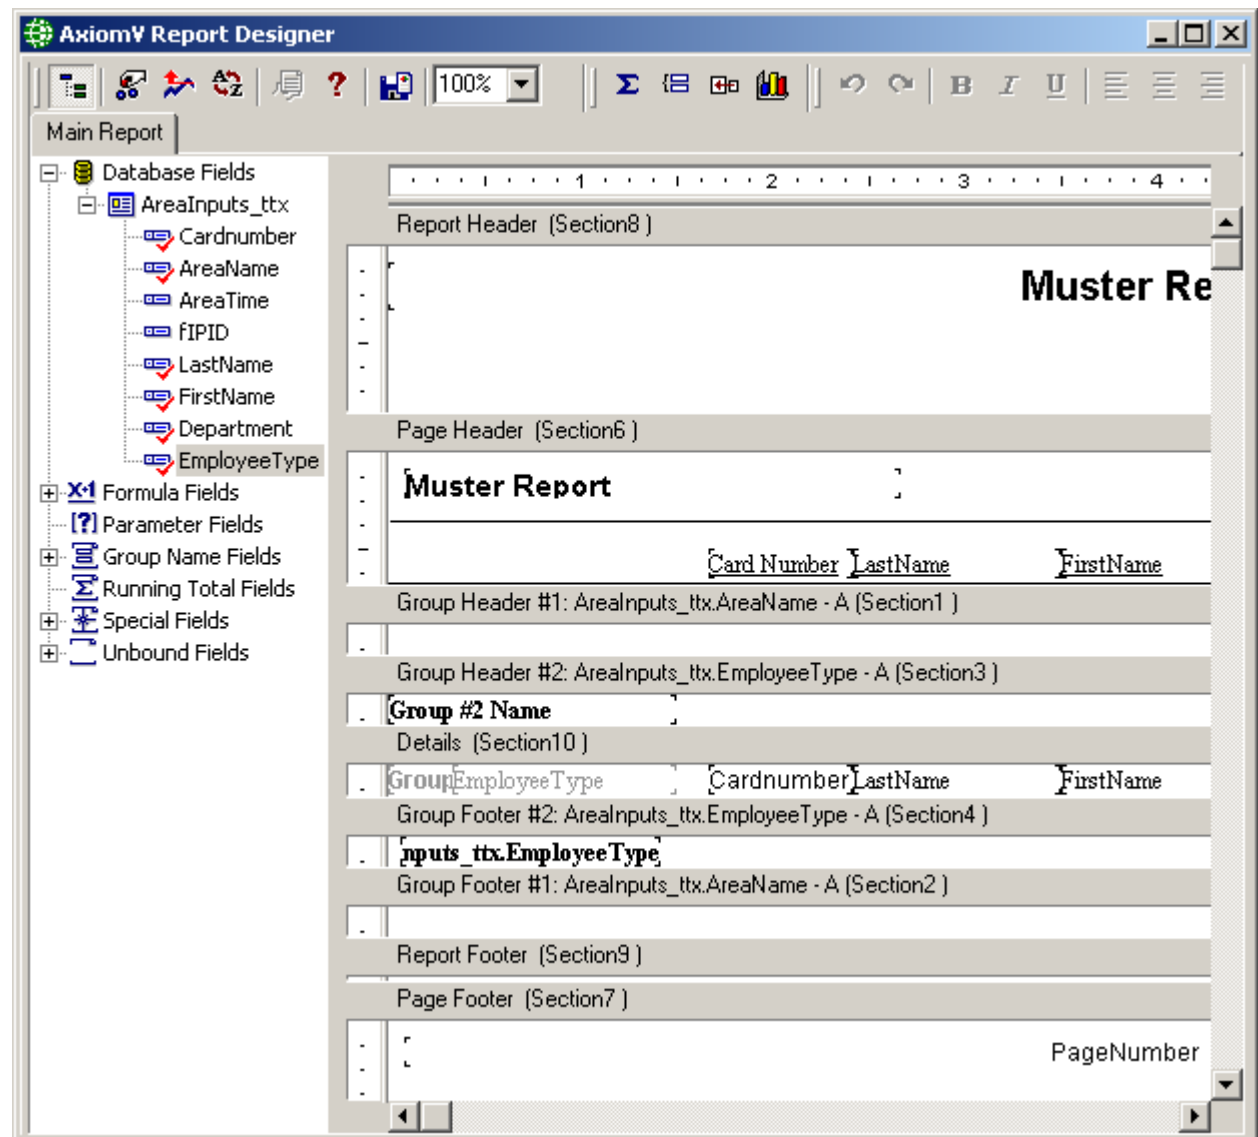 AxiomV Report Designer
100%
B I U
Main Report
Database Fields
AreaInputs_ttx
Cardnumber
AreaName
AreaTime
fIPID
LastName
FirstName
Department
EmployeeType
Formula Fields
Parameter Fields
Group Name Fields
Running Total Fields
Special Fields
Unbound Fields
1 2 3 4
Report Header (Section8 )
Muster Re
Page Header (Section6 )
Muster Report
Card Number LastName FirstName
Group Header #1: AreaInputs_ttx.AreaName - A (Section1 )
Group Header #2: AreaInputs_ttx.EmployeeType - A (Section3 )
Group #2 Name
Details (Section10 )
Group EmployeeType Cardnumber LastName FirstName
Group Footer #2: AreaInputs_ttx.EmployeeType - A (Section4 )
nputs_ttx.EmployeeType
Group Footer #1: AreaInputs_ttx.AreaName - A (Section2 )
Report Footer (Section9 )
Page Footer (Section7 )
PageNumber